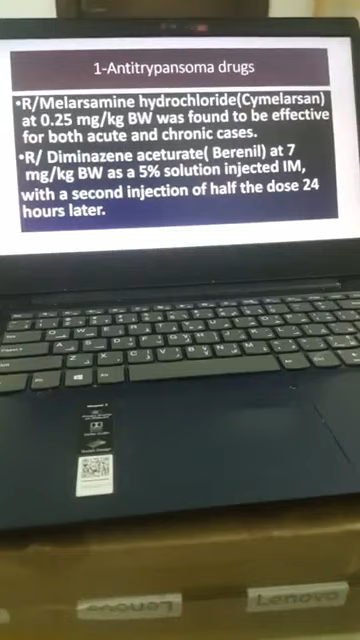 1-Antitrypansoma drugs
•R/Melarsamine hydrochloride(Cymelarsan)
at 0.25 mg/kg BW was found to be effective
for both acute and chronic cases.
•R/ Diminazene aceturate( Berenil) at 7
mg/kg BW as a 5% solution injected IM,
with a second injection of half the dose 24
hours later.
Lenovo
Lenovo